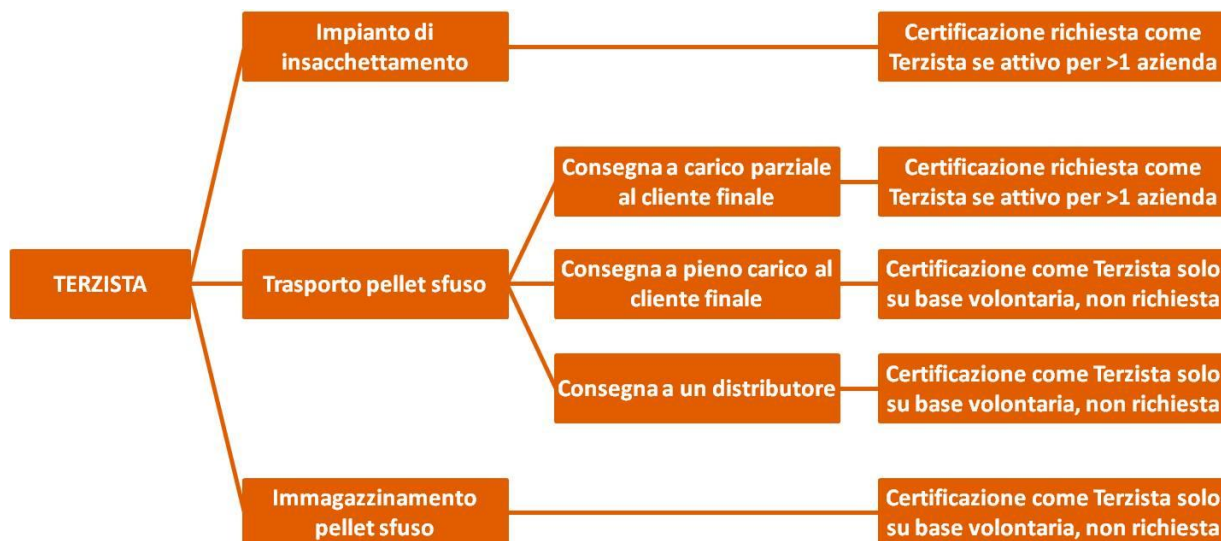 Impianto di
insacchettamento
Certificazione richiesta come
Terzista se attivo per >1 azienda
Consegna a carico parziale
al cliente finale
Certificazione richiesta come
Terzista se attivo per >1 azienda
TERZISTA
Trasporto pellet sfuso
Consegna a pieno carico al
cliente finale
Certificazione come Terzista solo
su base volontaria, non richiesta
Consegna a un distributore
Certificazione come Terzista solo
su base volontaria, non richiesta
Immagazzinamento
pellet sfuso
Certificazione come Terzista solo
su base volontaria, non richiesta